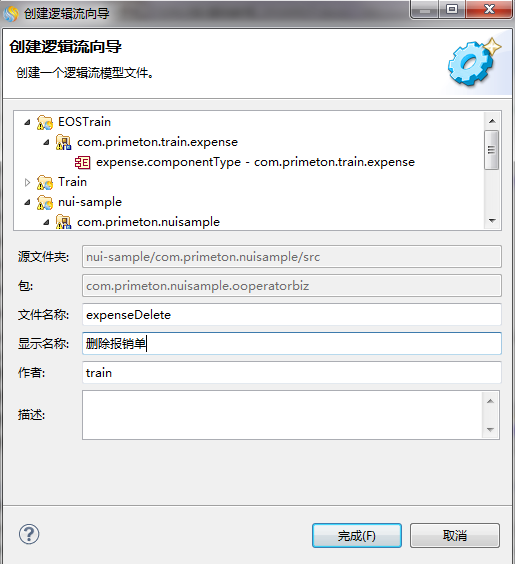 创建逻辑流向导
创建逻辑流向导
创建一个逻辑流模型文件。
EOSTrain
com.primeton.train.expense
expense.componentType - com.primeton.train.expense
Train
nui-sample
com.primeton.nuisample
源文件夹: nui-sample/com.primeton.nuisample/src
包: com.primeton.nuisample.ooperatorbiz
文件名称: expenseDelete
显示名称: 删除报销单
作者: train
描述:
完成(F) 取消